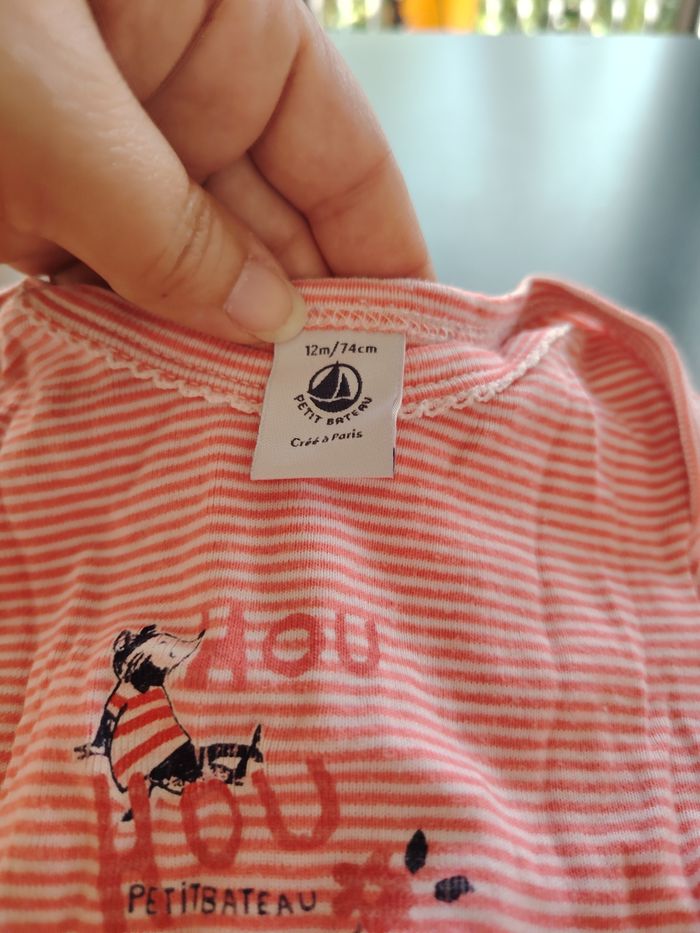 12m/74cm
PETIT BATEAU
Créé à Paris
HOU
HOU
PETITBATEAU